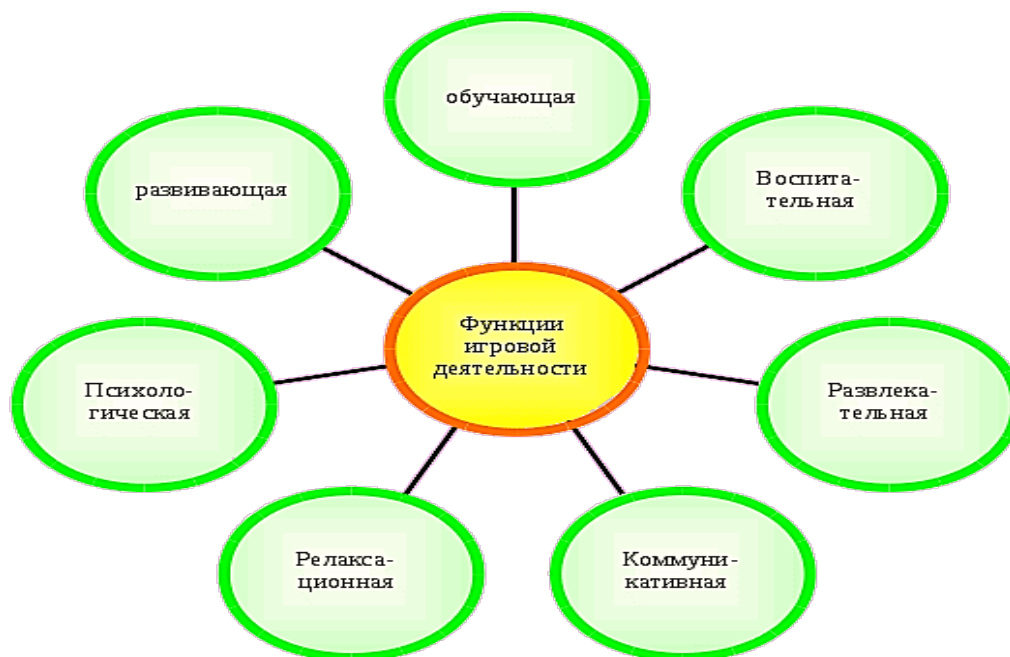 обучающая
Воспита-
тельная
развивающая
Функции
игровой
деятельности
Психоло-
гическая
Развлека-
тельная
Релакса-
ционная
Коммуни-
кативная